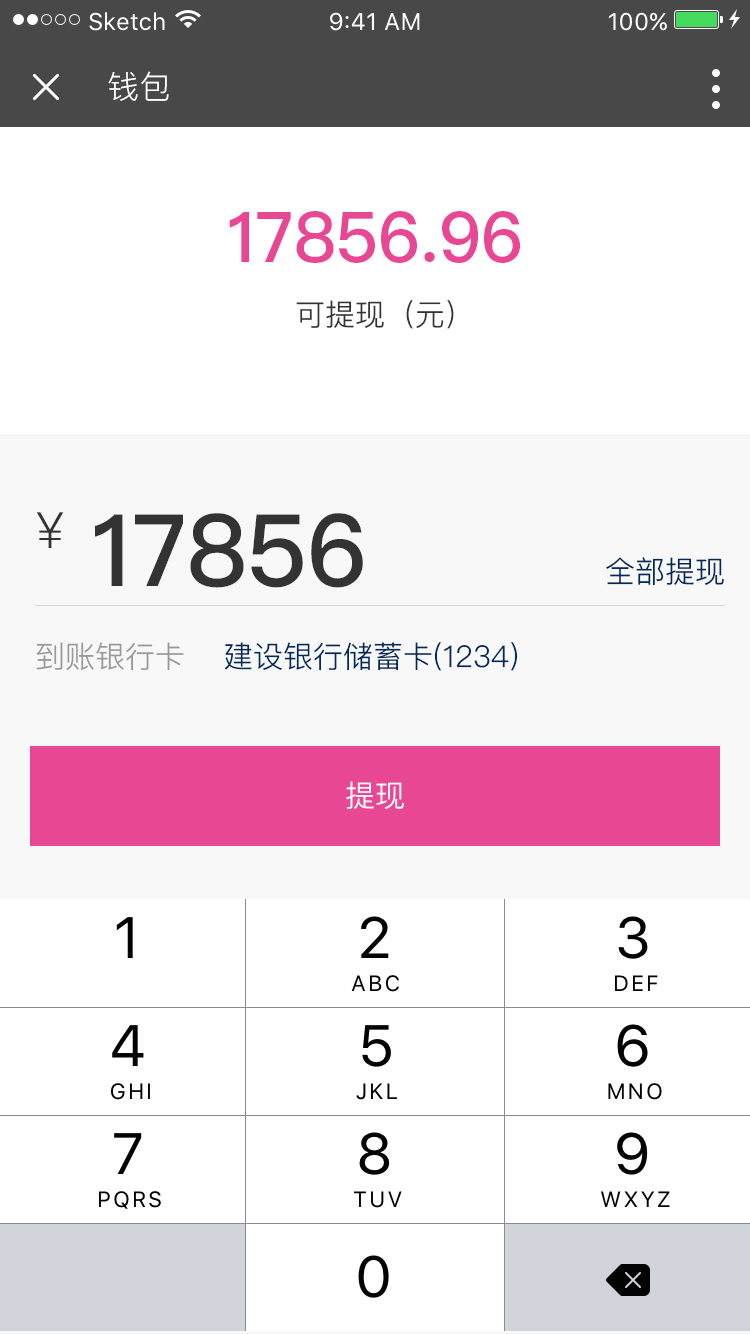 Sketch 9:41 AM 100%
钱包
17856.96
可提现（元）
¥ 17856 全部提现
到账银行卡 建设银行储蓄卡(1234)
提现
1 2 3
ABC DEF
4 5 6
GHI JKL MNO
7 8 9
PQRS TUV WXYZ
0